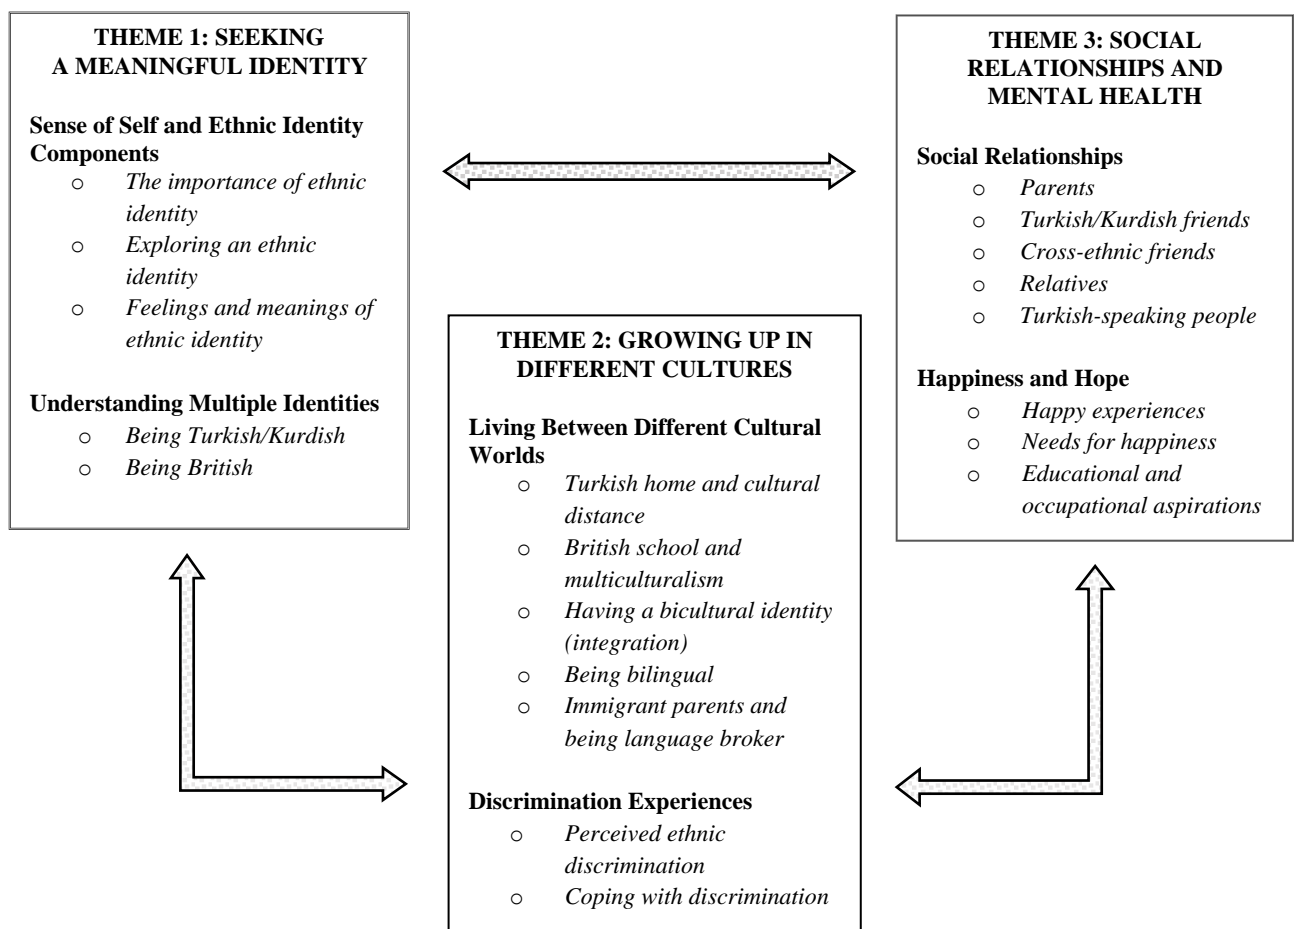 THEME 1: SEEKING
A MEANINGFUL IDENTITY
Sense of Self and Ethnic Identity
Components
o The importance of ethnic
identity
o Exploring an ethnic
identity
o Feelings and meanings of
ethnic identity
Understanding Multiple Identities
o Being Turkish/Kurdish
o Being British
THEME 2: GROWING UP IN
DIFFERENT CULTURES
Living Between Different Cultural
Worlds
o Turkish home and cultural
distance
o British school and
multiculturalism
o Having a bicultural identity
(integration)
o Being bilingual
o Immigrant parents and
being language broker
Discrimination Experiences
o Perceived ethnic
discrimination
o Coping with discrimination
THEME 3: SOCIAL
RELATIONSHIPS AND
MENTAL HEALTH
Social Relationships
o Parents
o Turkish/Kurdish friends
o Cross-ethnic friends
o Relatives
o Turkish-speaking people
Happiness and Hope
o Happy experiences
o Needs for happiness
o Educational and
occupational aspirations